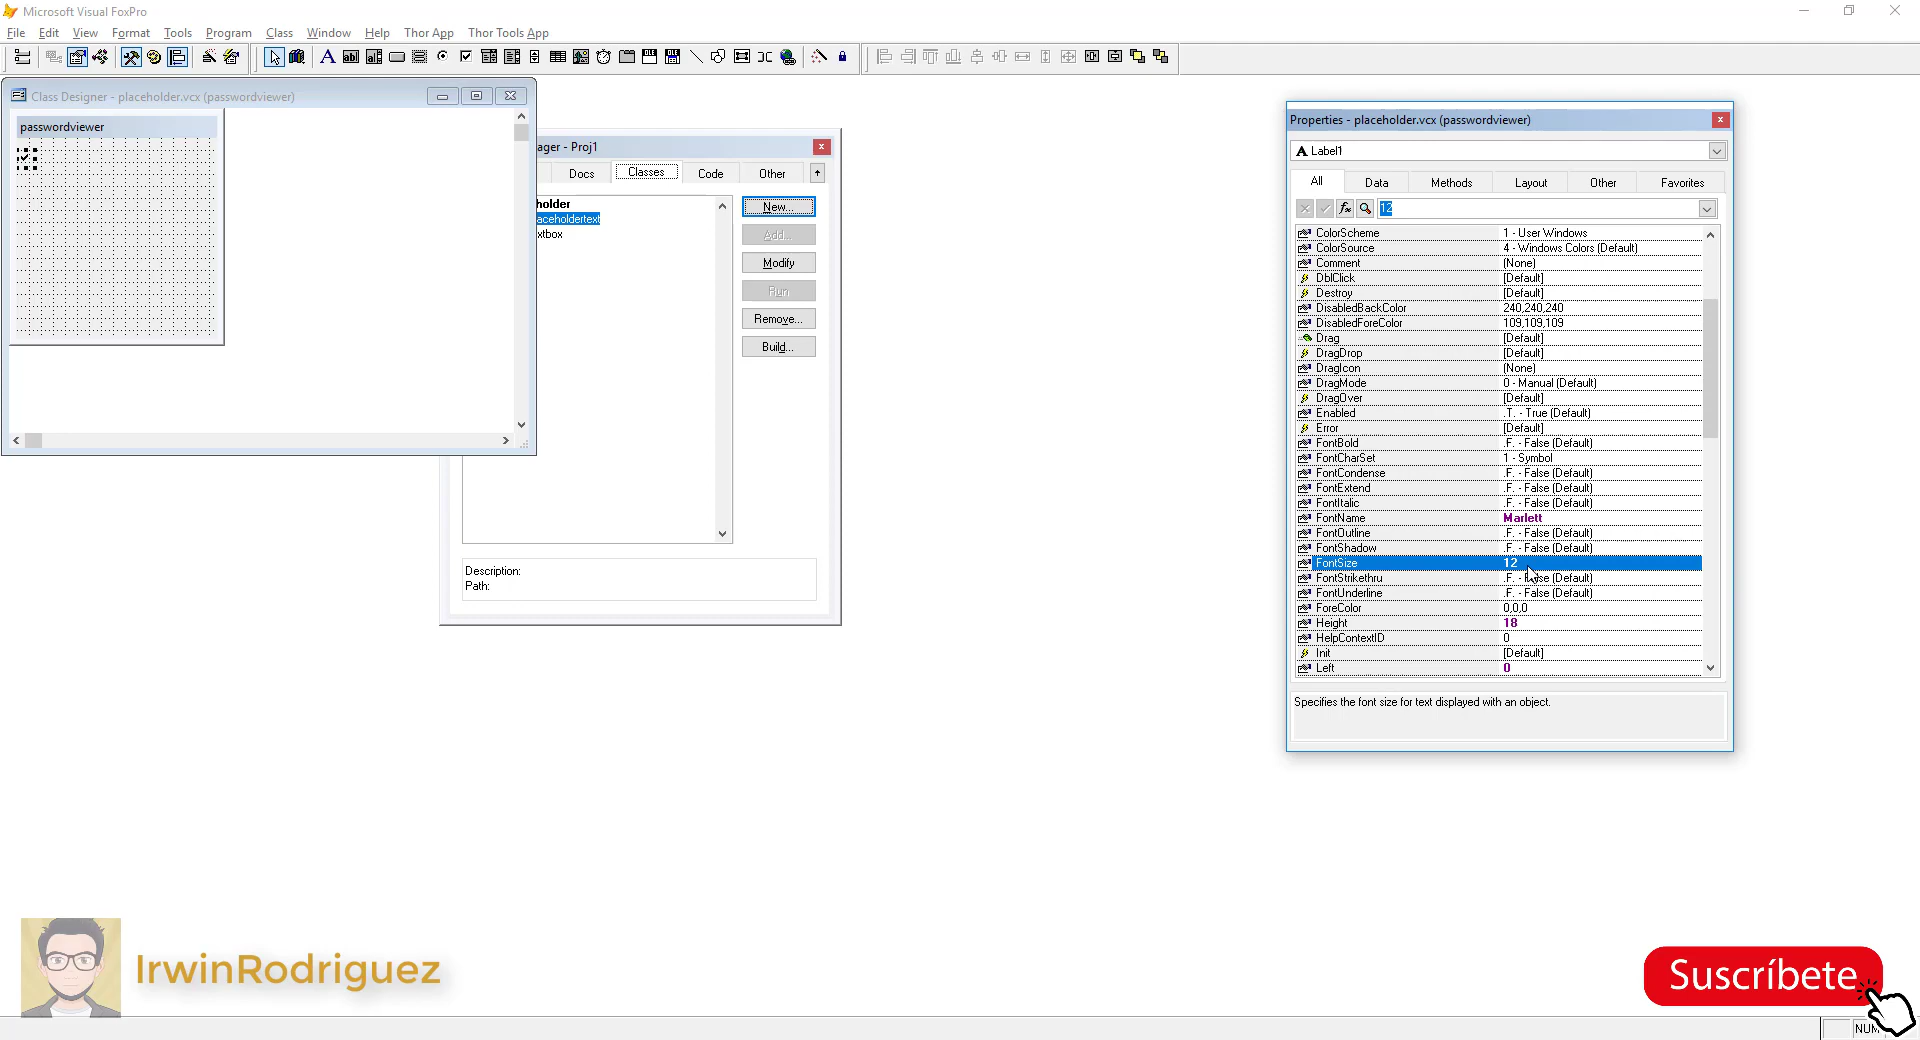 Microsoft Visual FoxPro
File Edit View Format Tools Program Class Window Help Thor App Thor Tools App
Class Designer - placeholder.vcx (passwordviewer)
passwordviewer
ager - Proj1
Docs Classes Code Other
holder
aceholdertext
xtbox
New...
Add...
Modify
Run
Remove...
Build...
Description:
Path:
Properties - placeholder.vcx (passwordviewer)
A Label1
All Data Methods Layout Other Favorites
fx 12
ColorScheme 1 - User Windows
ColorSource 4 - Windows Colors (Default)
Comment (None)
DblClick [Default]
Destroy [Default]
DisabledBackColor 240,240,240
DisabledForeColor 109,109,109
Drag [Default]
DragDrop [Default]
DragIcon (None)
DragMode 0 - Manual (Default)
DragOver [Default]
Enabled .T. - True (Default)
Error [Default]
FontBold .F. - False (Default)
FontCharSet 1 - Symbol
FontCondense .F. - False (Default)
FontExtend .F. - False (Default)
FontItalic .F. - False (Default)
FontName Marlett
FontOutline .F. - False (Default)
FontShadow .F. - False (Default)
FontSize 12
FontStrikethru .F. - False (Default)
FontUnderline .F. - False (Default)
ForeColor 0,0,0
Height 18
HelpContextID 0
Init [Default]
Left 0
Specifies the font size for text displayed with an object.
IrwinRodriguez
Suscríbete
NUM